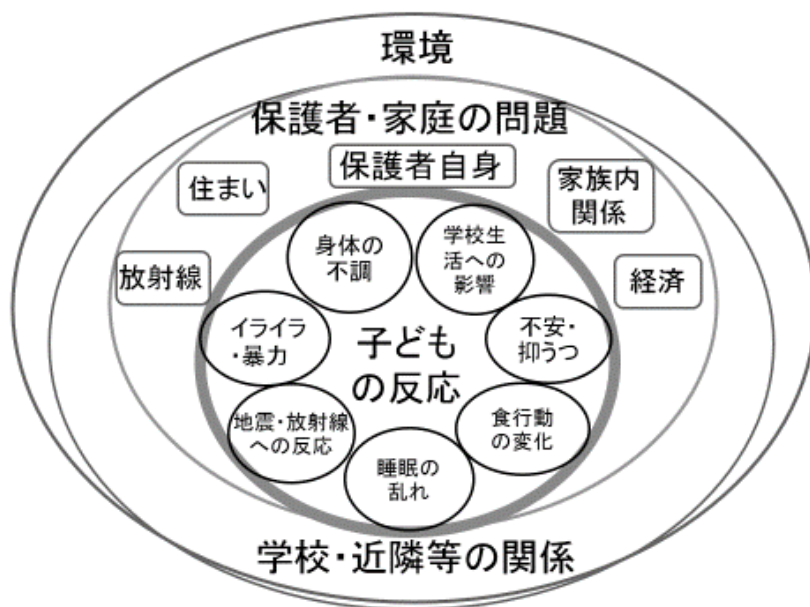 環境
保護者・家庭の問題
保護者自身
住まい
家族内
関係
放射線
経済
身体の
不調
学校生
活への
影響
イライラ
・暴力
子ども
の反応
不安・
抑うつ
地震・放射線
への反応
食行動
の変化
睡眠の
乱れ
学校・近隣等の関係